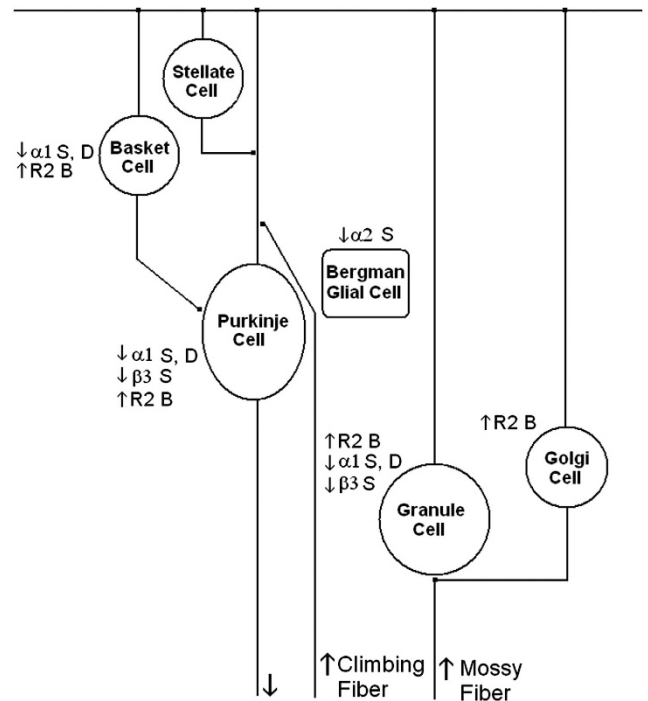 Stellate
Cell
↓α1 S, D
↑R2 B
Basket
Cell
↓α2 S
Bergman
Glial Cell
Purkinje
Cell
↓α1 S, D
↓β3 S
↑R2 B
↑R2 B
↓α1 S, D
↓β3 S
Granule
Cell
↑R2 B
Golgi
Cell
↓
↑Climbing
Fiber
↑ Mossy
Fiber